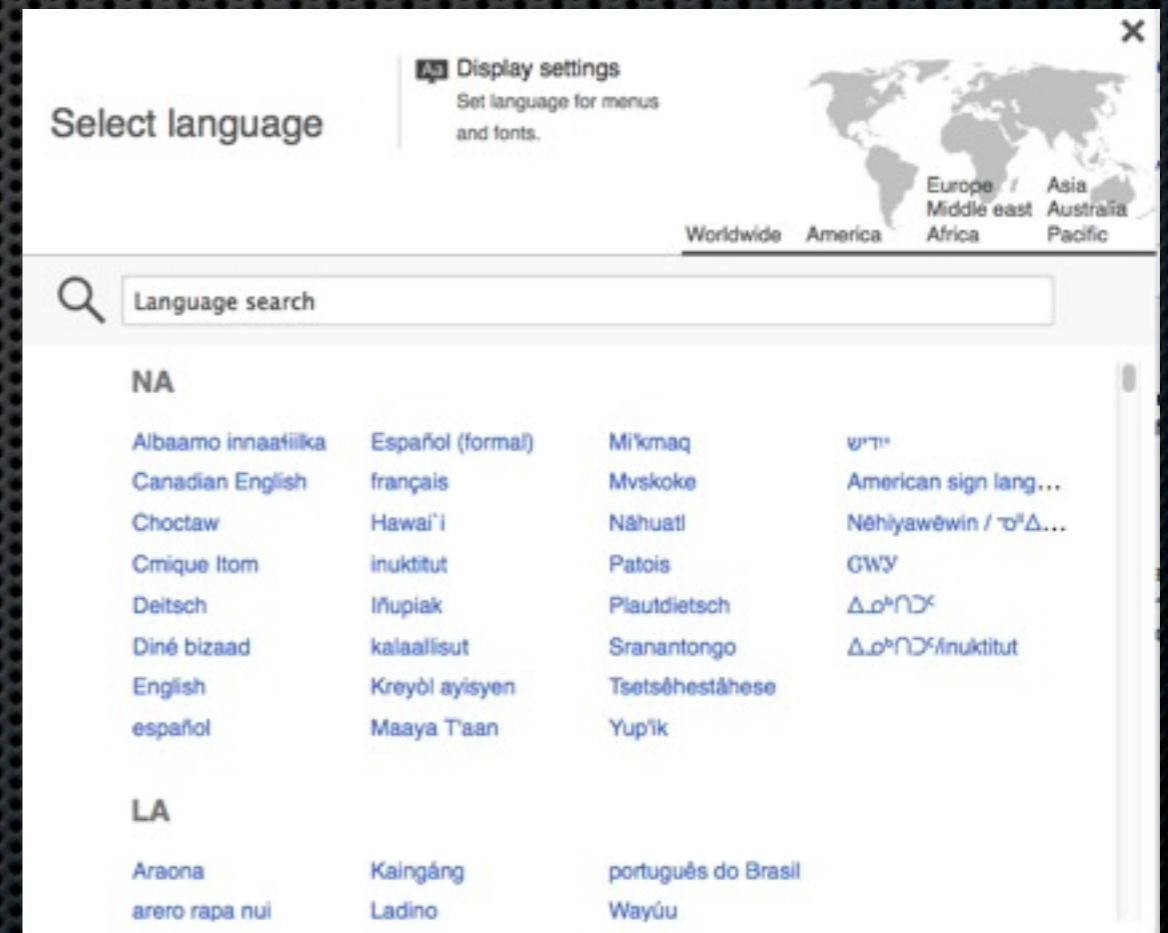 Select language
Display settings
Set language for menus
and fonts.
Worldwide
America
Europe
Middle east
Africa
Asia
Australia
Pacific
Language search
NA
Albaamo innaaɬiilka Español (formal) Mi'kmaq ייִדיש
Canadian English français Mvskoke American sign lang...
Choctaw Hawai`i Nāhuatl Nēhiyawēwin / ᓀᐦᐃ...
Cmique Itom inuktitut Patois ᏣᎳᎩ
Deitsch Iñupiak Plautdietsch ᐃᓄᒃᑎᑐᑦ
Diné bizaad kalaallisut Sranantongo ᐃᓄᒃᑎᑐᑦ/inuktitut
English Kreyòl ayisyen Tsetsêhestâhese
español Maaya T'aan Yup'ik
LA
Araona Kaingáng português do Brasil
arero rapa nui Ladino Wayúu